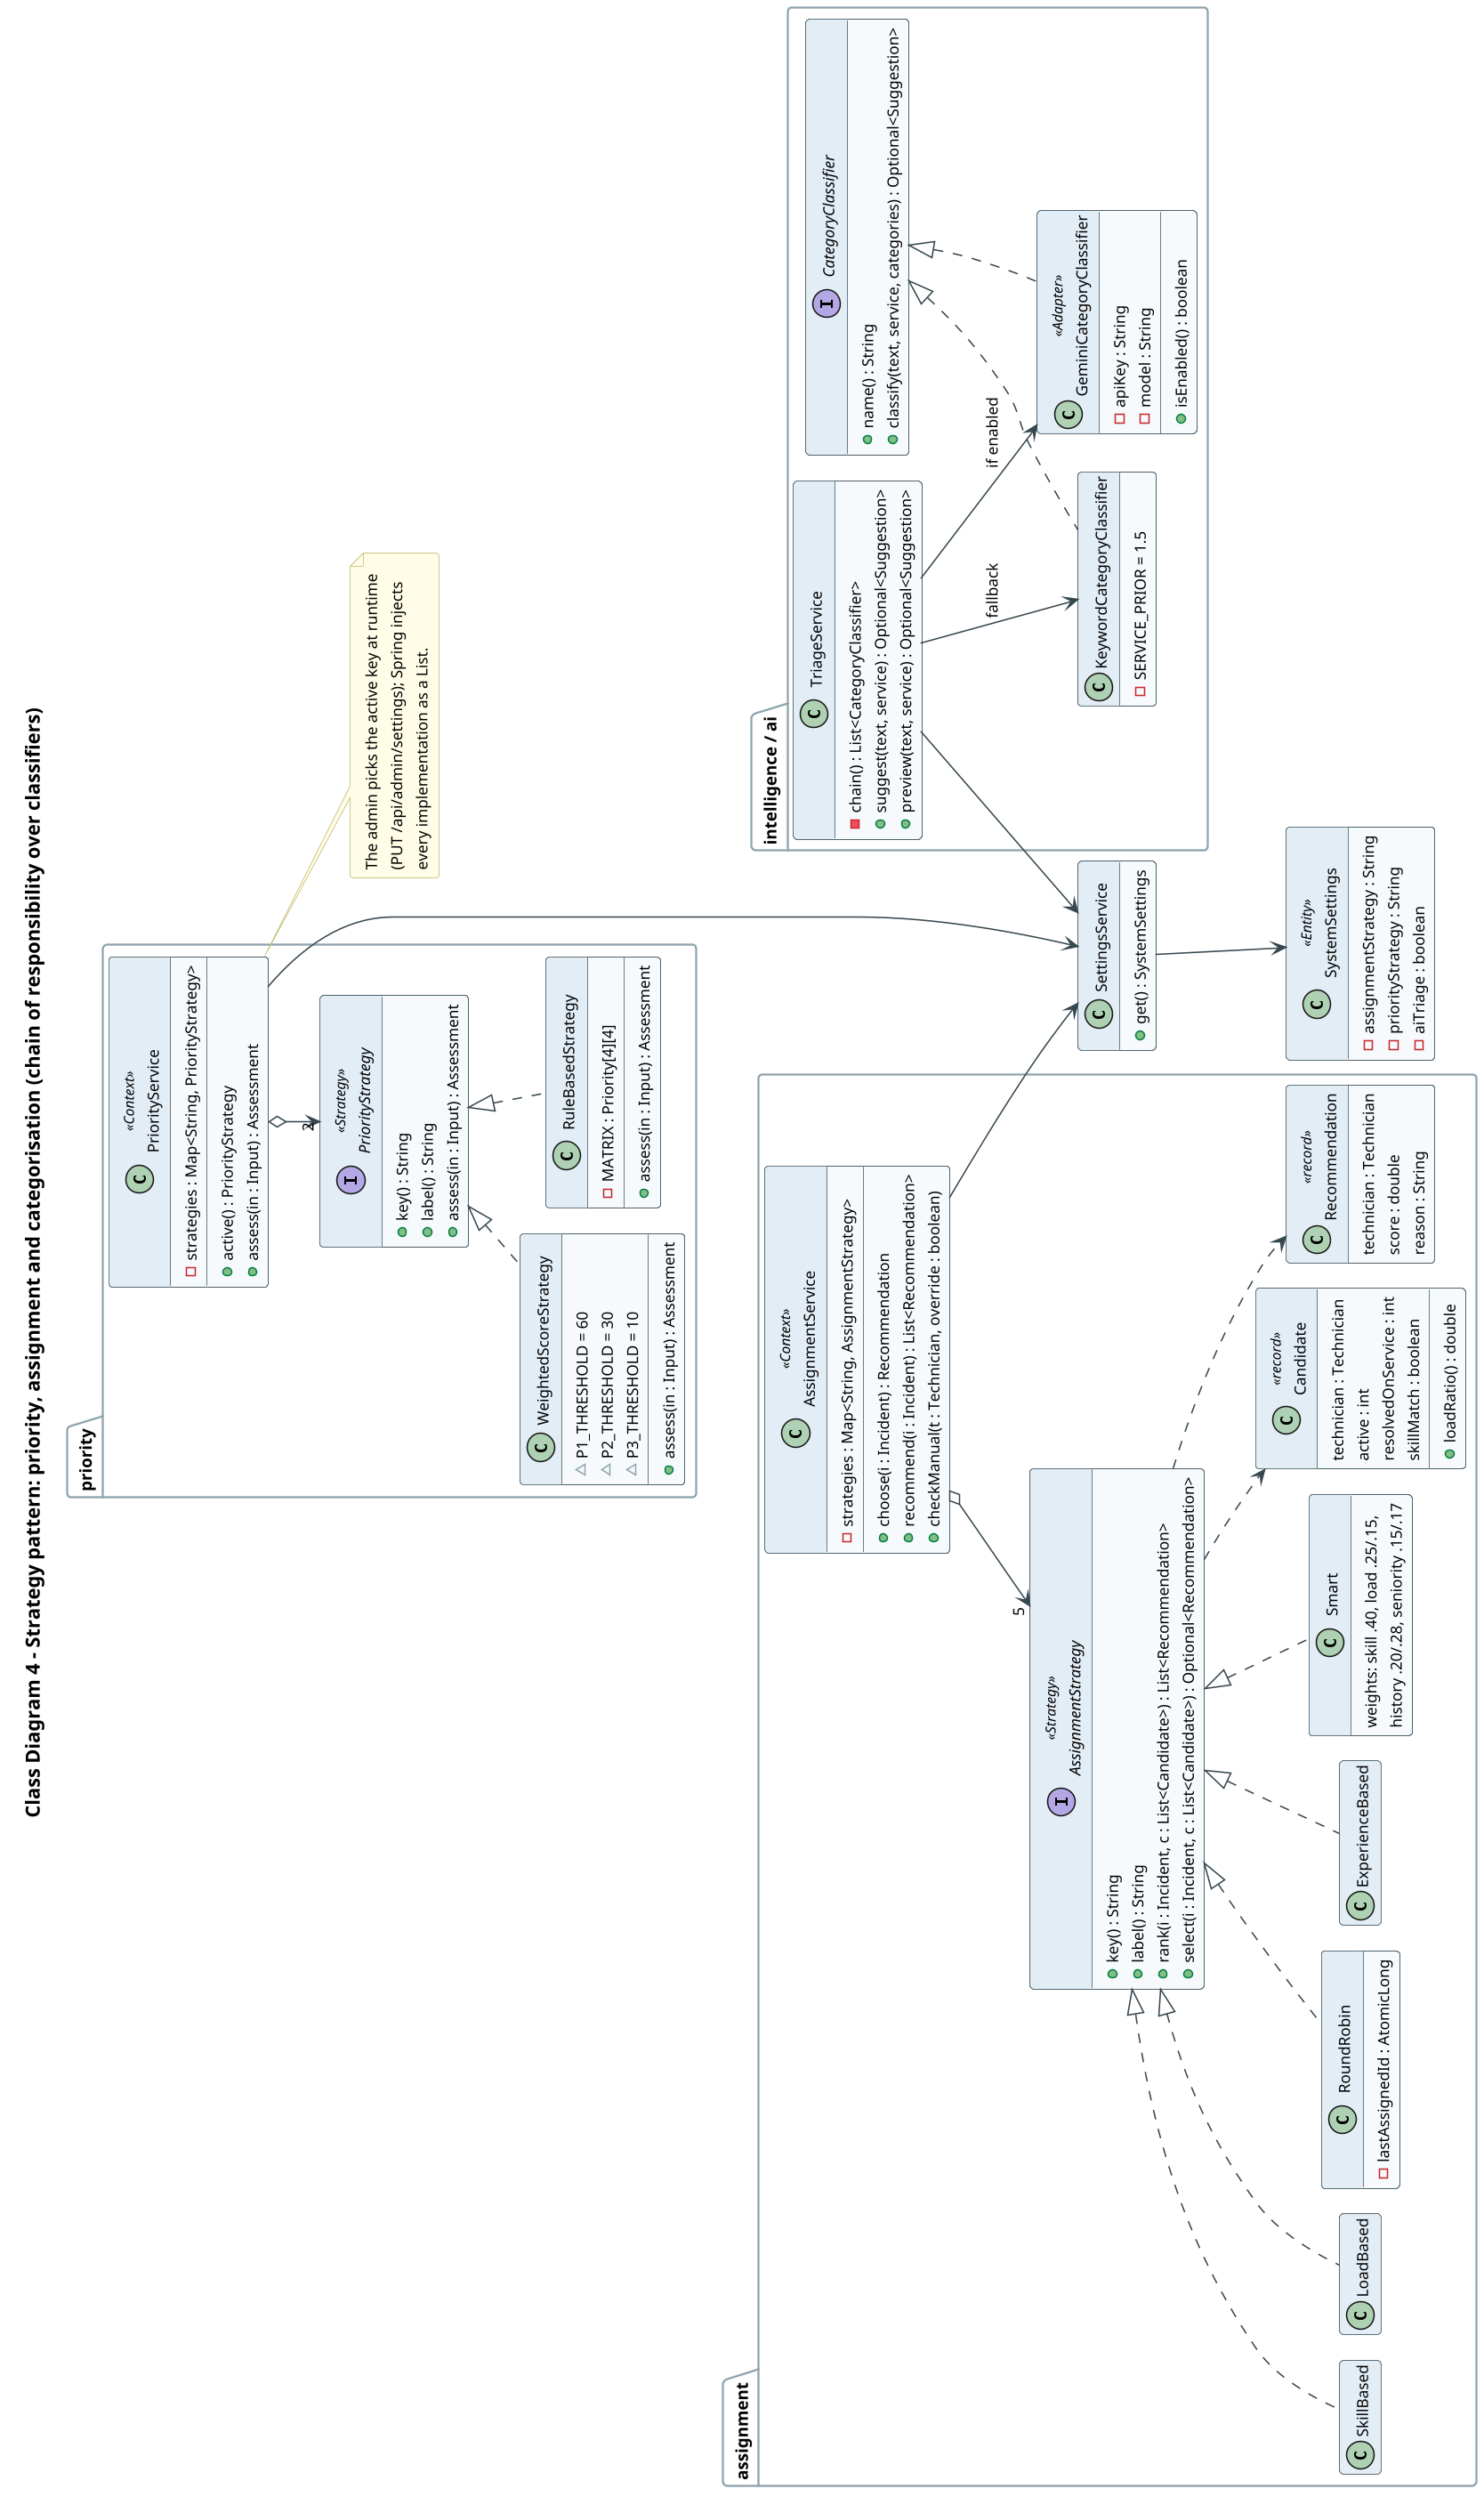 Class Diagram 4 - Strategy pattern: priority, assignment and categorisation (chain of responsibility over classifiers)
priority
C
«Context»
PriorityService
strategies : Map<String, PriorityStrategy>
active() : PriorityStrategy
assess(in : Input) : Assessment
The admin picks the active key at runtime
(PUT /api/admin/settings); Spring injects
every implementation as a List.
2
I
«Strategy»
PriorityStrategy
key() : String
label() : String
assess(in : Input) : Assessment
C
WeightedScoreStrategy
P1_THRESHOLD = 60
P2_THRESHOLD = 30
P3_THRESHOLD = 10
assess(in : Input) : Assessment
C
RuleBasedStrategy
MATRIX : Priority[4][4]
assess(in : Input) : Assessment
assignment
C
«Context»
AssignmentService
strategies : Map<String, AssignmentStrategy>
choose(i : Incident) : Recommendation
recommend(i : Incident) : List<Recommendation>
checkManual(t : Technician, override : boolean)
5
I
«Strategy»
AssignmentStrategy
key() : String
label() : String
rank(i : Incident, c : List<Candidate>) : List<Recommendation>
select(i : Incident, c : List<Candidate>) : Optional<Recommendation>
C
SkillBased
C
LoadBased
C
RoundRobin
lastAssignedId : AtomicLong
C
ExperienceBased
C
Smart
weights: skill .40, load .25/.15,
history .20/.28, seniority .15/.17
C
«record»
Candidate
technician : Technician
active : int
resolvedOnService : int
skillMatch : boolean
loadRatio() : double
C
«record»
Recommendation
technician : Technician
score : double
reason : String
intelligence / ai
C
TriageService
chain() : List<CategoryClassifier>
suggest(text, service) : Optional<Suggestion>
preview(text, service) : Optional<Suggestion>
I
CategoryClassifier
name() : String
classify(text, service, categories) : Optional<Suggestion>
fallback
if enabled
C
KeywordCategoryClassifier
SERVICE_PRIOR = 1.5
C
«Adapter»
GeminiCategoryClassifier
apiKey : String
model : String
isEnabled() : boolean
C
SettingsService
get() : SystemSettings
C
«Entity»
SystemSettings
assignmentStrategy : String
priorityStrategy : String
aiTriage : boolean